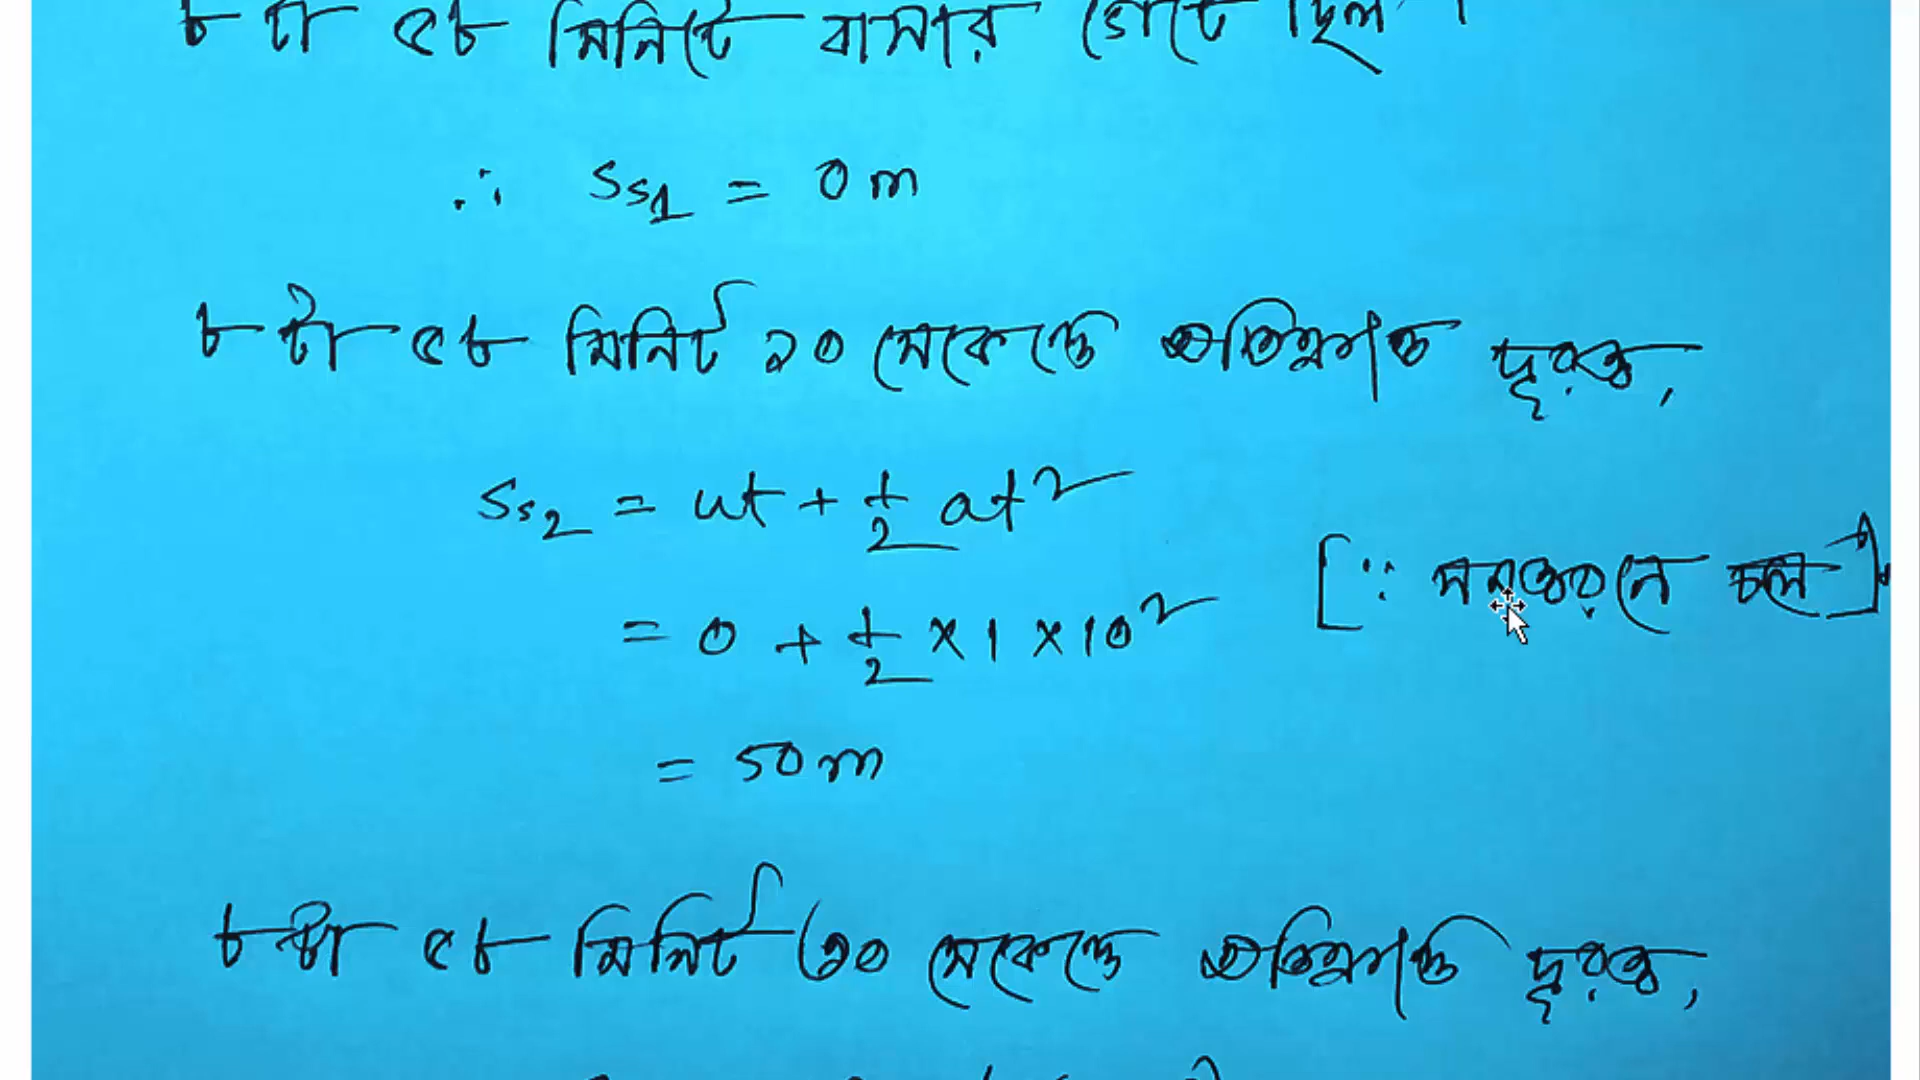 ৮ টা ৫৮ মিনিটে বাসার গেটে ছিল।
∴ Ss₁ = 0 m
৮ টা ৫৮ মিনিট ১০ সেকেন্ডে অতিক্রান্ত দূরত্ব,
Ss₂ = ut + ½ at²
= 0 + ½ × 1 × 10²
[∵ সমত্বরনে চলে]
= 50 m
৮ টা ৫৮ মিনিট ৩০ সেকেন্ডে অতিক্রান্ত দূরত্ব,